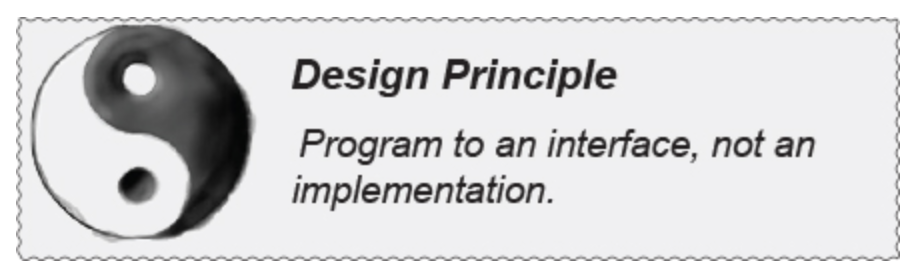 Design Principle
Program to an interface, not an
implementation.